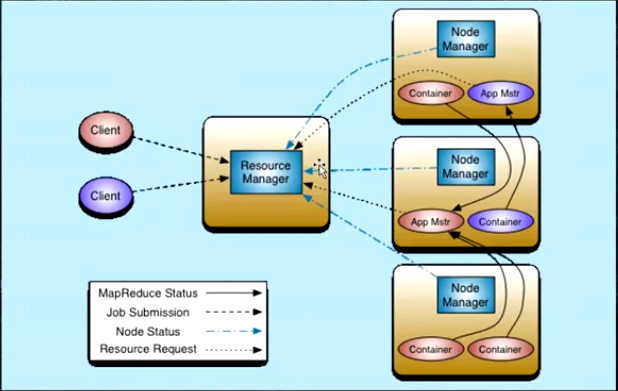 Node
Manager
Container
App Mstr
Client
Resource
Manager
Client
Node
Manager
App Mstr
Container
Node
Manager
Container
Container
MapReduce Status
Job Submission
Node Status
Resource Request